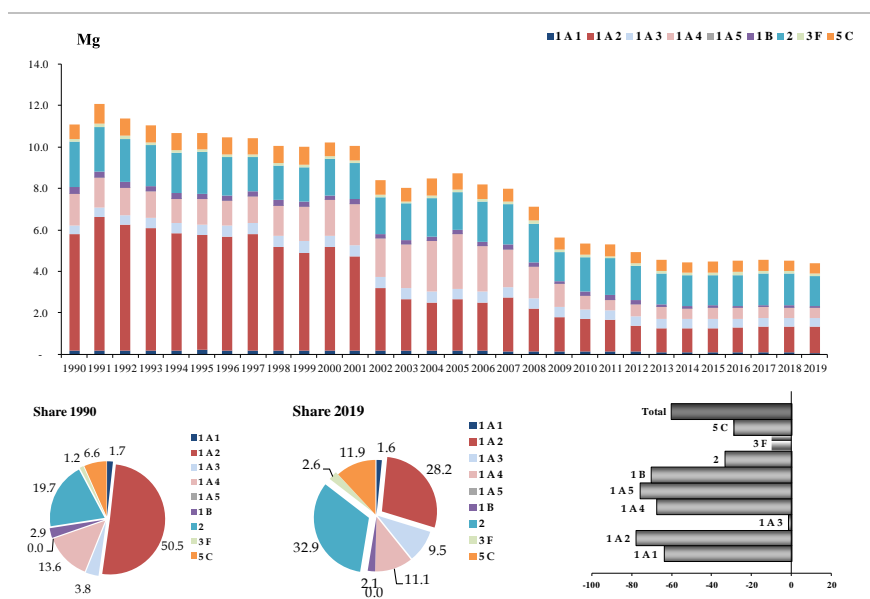 Mg
1 A 1 1 A 2 1 A 3 1 A 4 1 A 5 1 B 2 3 F 5 C
14.0
12.0
10.0
8.0
6.0
4.0
2.0
-
1990 1991 1992 1993 1994 1995 1996 1997 1998 1999 2000 2001 2002 2003 2004 2005 2006 2007 2008 2009 2010 2011 2012 2013 2014 2015 2016 2017 2018 2019
Share 1990
1.2 6.6 1.7
19.7
2.9
0.0
13.6
3.8
50.5
1 A 1
1 A 2
1 A 3
1 A 4
1 A 5
1 B
2
3 F
5 C
Share 2019
2.6 11.9 1.6
28.2
9.5
11.1
0.0
2.1
32.9
1 A 1
1 A 2
1 A 3
1 A 4
1 A 5
1 B
2
3 F
5 C
Total
5 C
3 F
2
1 B
1 A 5
1 A 4
1 A 3
1 A 2
1 A 1
-100 -80 -60 -40 -20 0 20